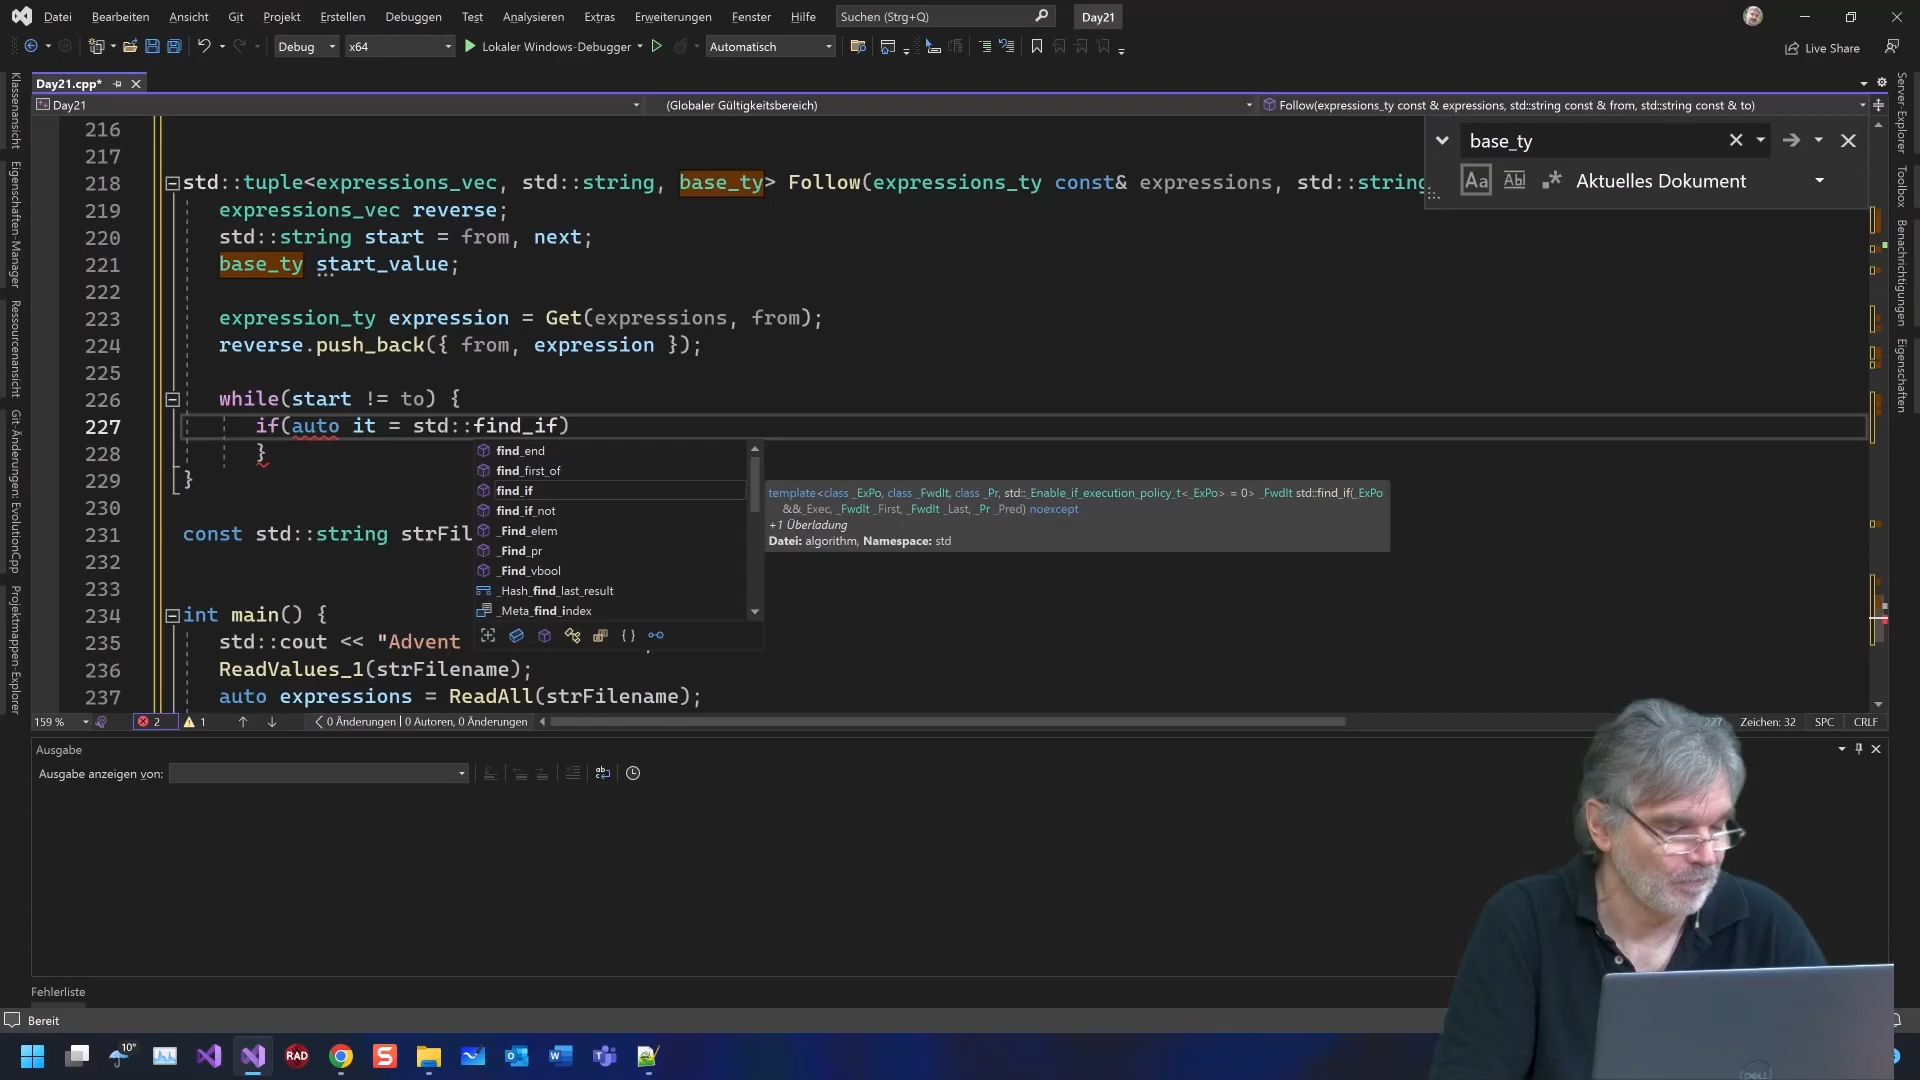 Datei Bearbeiten Ansicht Git Projekt Erstellen Debuggen Test Analysieren Extras Erweiterungen Fenster Hilfe Suchen (Strg+Q) Day21
Debug x64 Lokaler Windows-Debugger Automatisch Live Share
Day21.cpp*
Day21 (Globaler Gültigkeitsbereich) Follow(expressions_ty const & expressions, std::string const & from, std::string const & to)
216
217
218 std::tuple<expressions_vec, std::string, base_ty> Follow(expressions_ty const& expressions, std::string
219 expressions_vec reverse;
220 std::string start = from, next;
221 base_ty start_value;
222
223 expression_ty expression = Get(expressions, from);
224 reverse.push_back({ from, expression });
225
226 while(start != to) {
227 if(auto it = std::find_if)
228 }
229 }
230
231 const std::string strFil
232
233
234 int main() {
235 std::cout << "Advent
236 ReadValues_1(strFilename);
237 auto expressions = ReadAll(strFilename);
base_ty
Aa Abl Aktuelles Dokument
find_end
find_first_of
find_if
find_if_not
_Find_elem
_Find_pr
_Find_vbool
_Hash_find_last_result
_Meta_find_index
template<class _ExPo, class _FwdIt, class _Pr, std::_Enable_if_execution_policy_t<_ExPo> = 0> _FwdIt std::find_if(_ExPo
&&_Exec, _FwdIt _First, _FwdIt _Last, _Pr _Pred) noexcept
+1 Überladung
Datei: algorithm, Namespace: std
159 % 2 1 0 Änderungen | 0 Autoren, 0 Änderungen 227 Zeichen: 32 SPC CRLF
Ausgabe
Ausgabe anzeigen von:
Fehlerliste
Bereit
Klassenansicht
Eigenschaften-Manager
Ressourcenansicht
Git-Änderungen: EvolutionCpp
Projektmappen-Explorer
Server-Explorer
Toolbox
Benachrichtigungen
Eigenschaften
10°
RAD
DELL